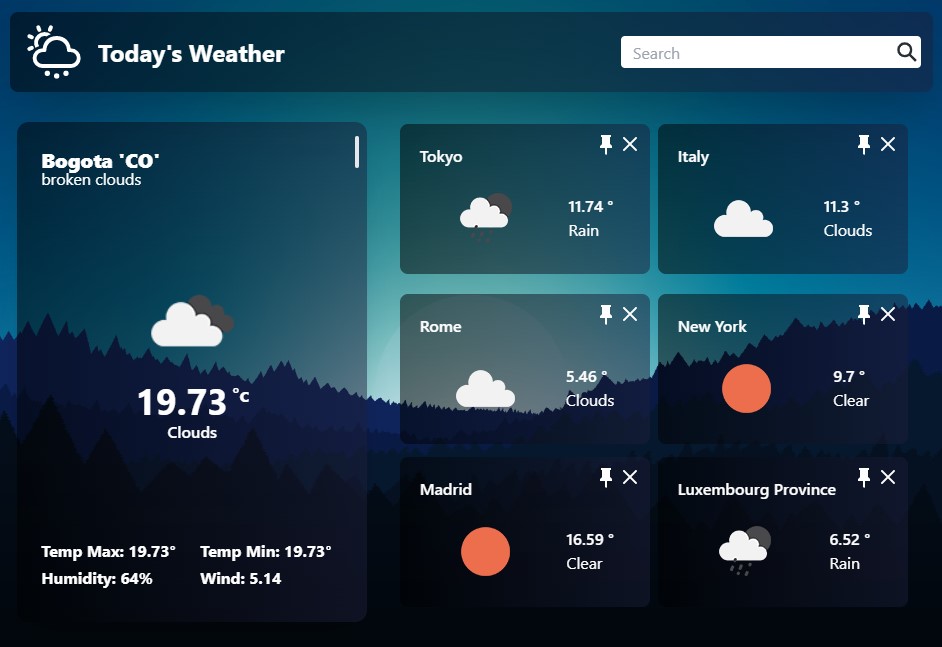 Today's Weather
Search
Bogota 'CO'
broken clouds
19.73 °c
Clouds
Temp Max: 19.73° Temp Min: 19.73°
Humidity: 64% Wind: 5.14
Tokyo
11.74 °
Rain
Italy
11.3 °
Clouds
Rome
5.46 °
Clouds
New York
9.7 °
Clear
Madrid
16.59 °
Clear
Luxembourg Province
6.52 °
Rain